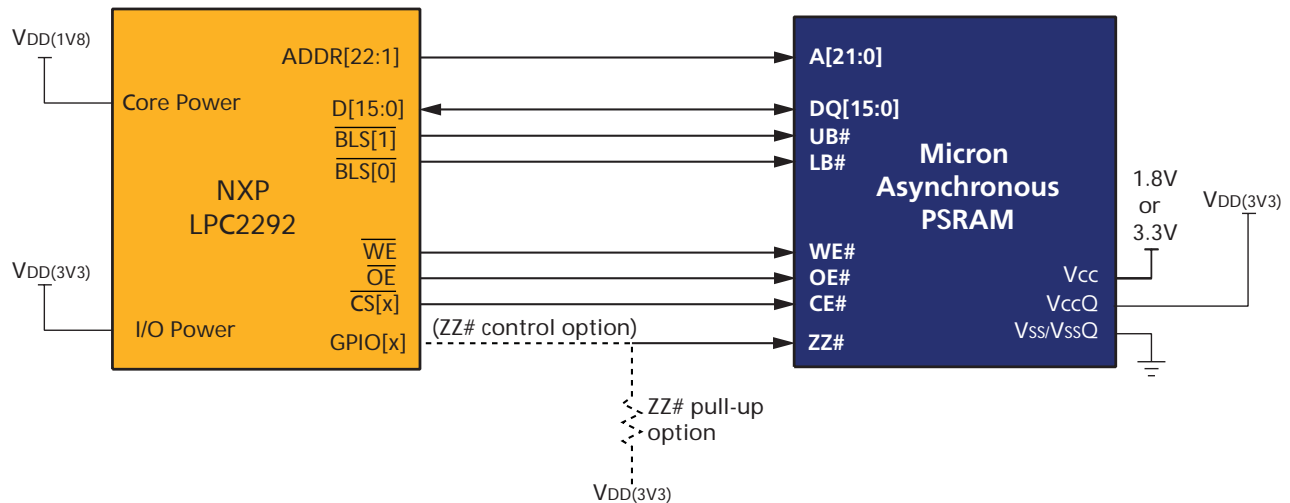 VDD(1V8)
Core Power
VDD(3V3)
I/O Power
NXP
LPC2292
ADDR[22:1]
D[15:0]
BLS[1]
BLS[0]
WE
OE
CS[x]
GPIO[x]
(ZZ# control option)
ZZ# pull-up
option
VDD(3V3)
A[21:0]
DQ[15:0]
UB#
LB#
WE#
OE#
CE#
ZZ#
Micron
Asynchronous
PSRAM
Vcc
VccQ
Vss/VssQ
1.8V
or
3.3V
VDD(3V3)